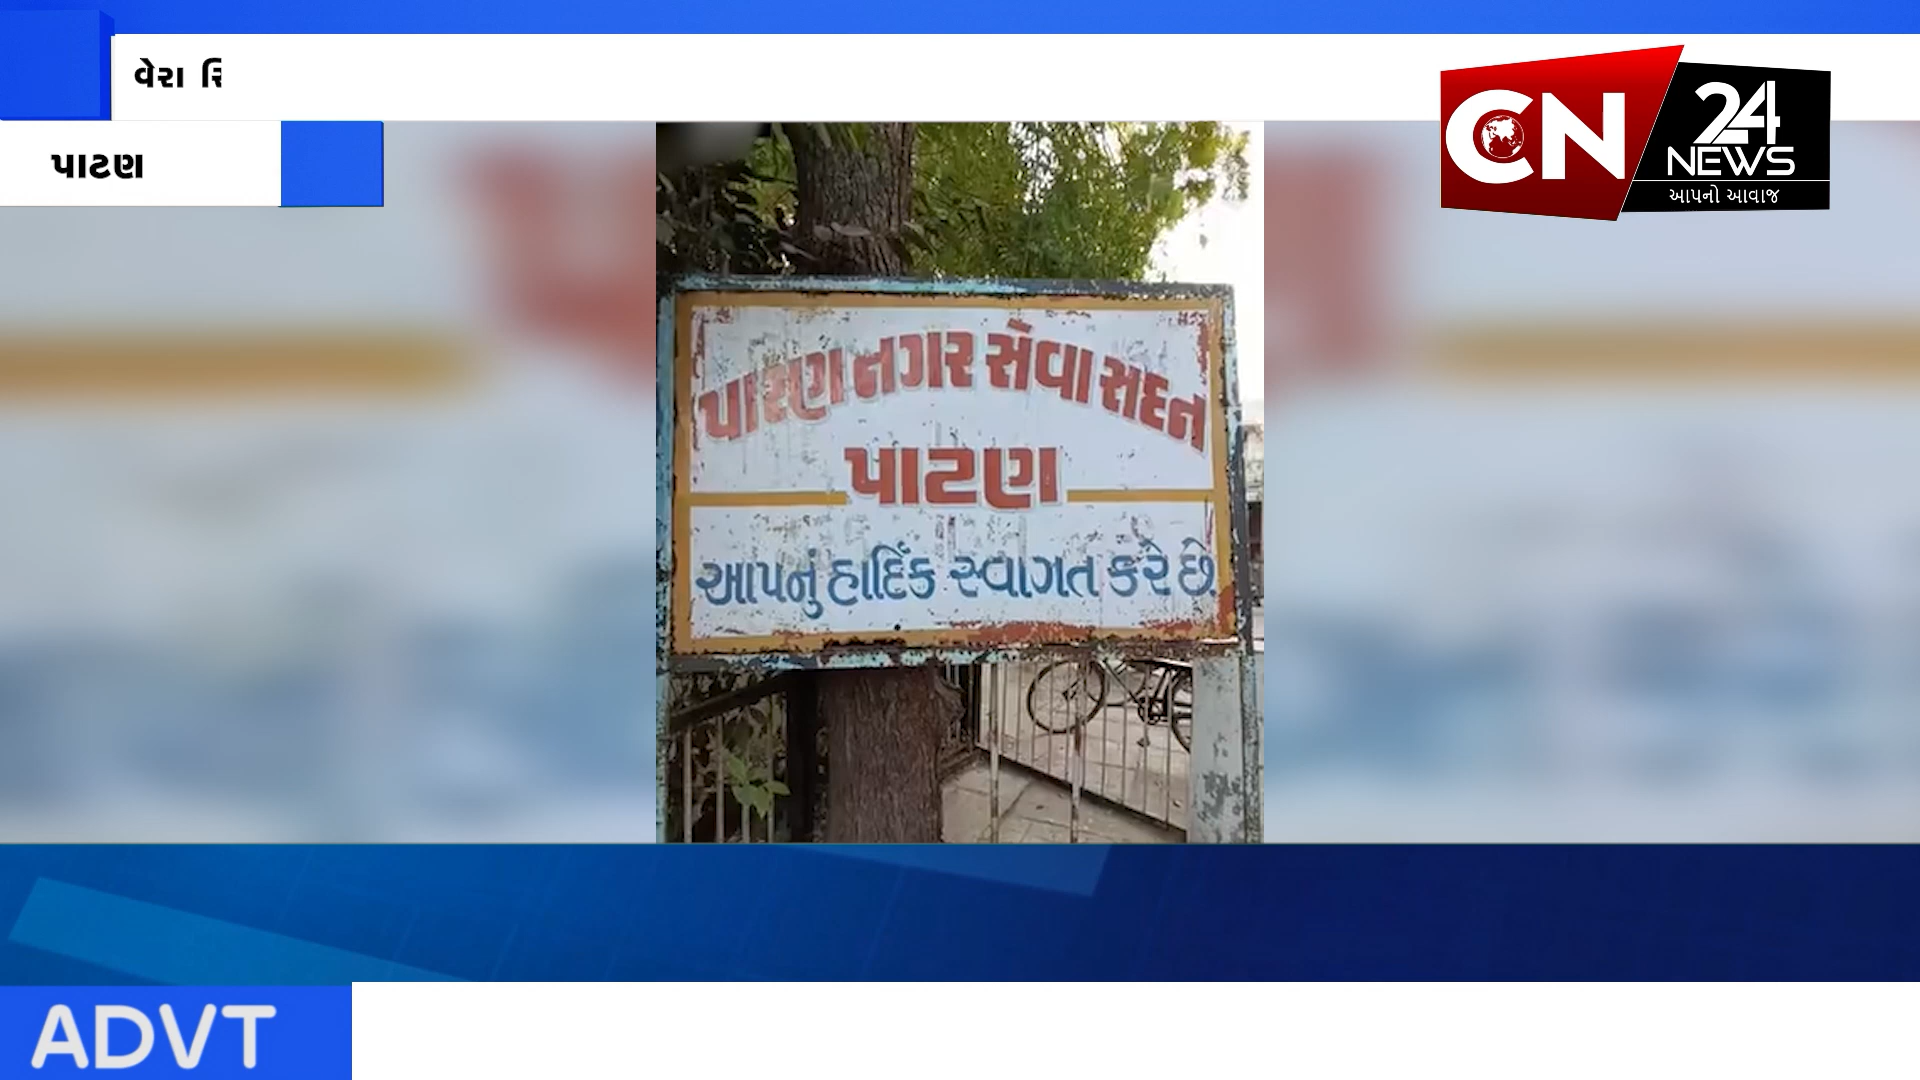 વેરા
પાટણ
CN
24
NEWS
આપનો આવાજ
પાટણ નગર સેવા સદન
પાટણ
આપનું હાર્દિક સ્વાગત કરે છે.
ADVT